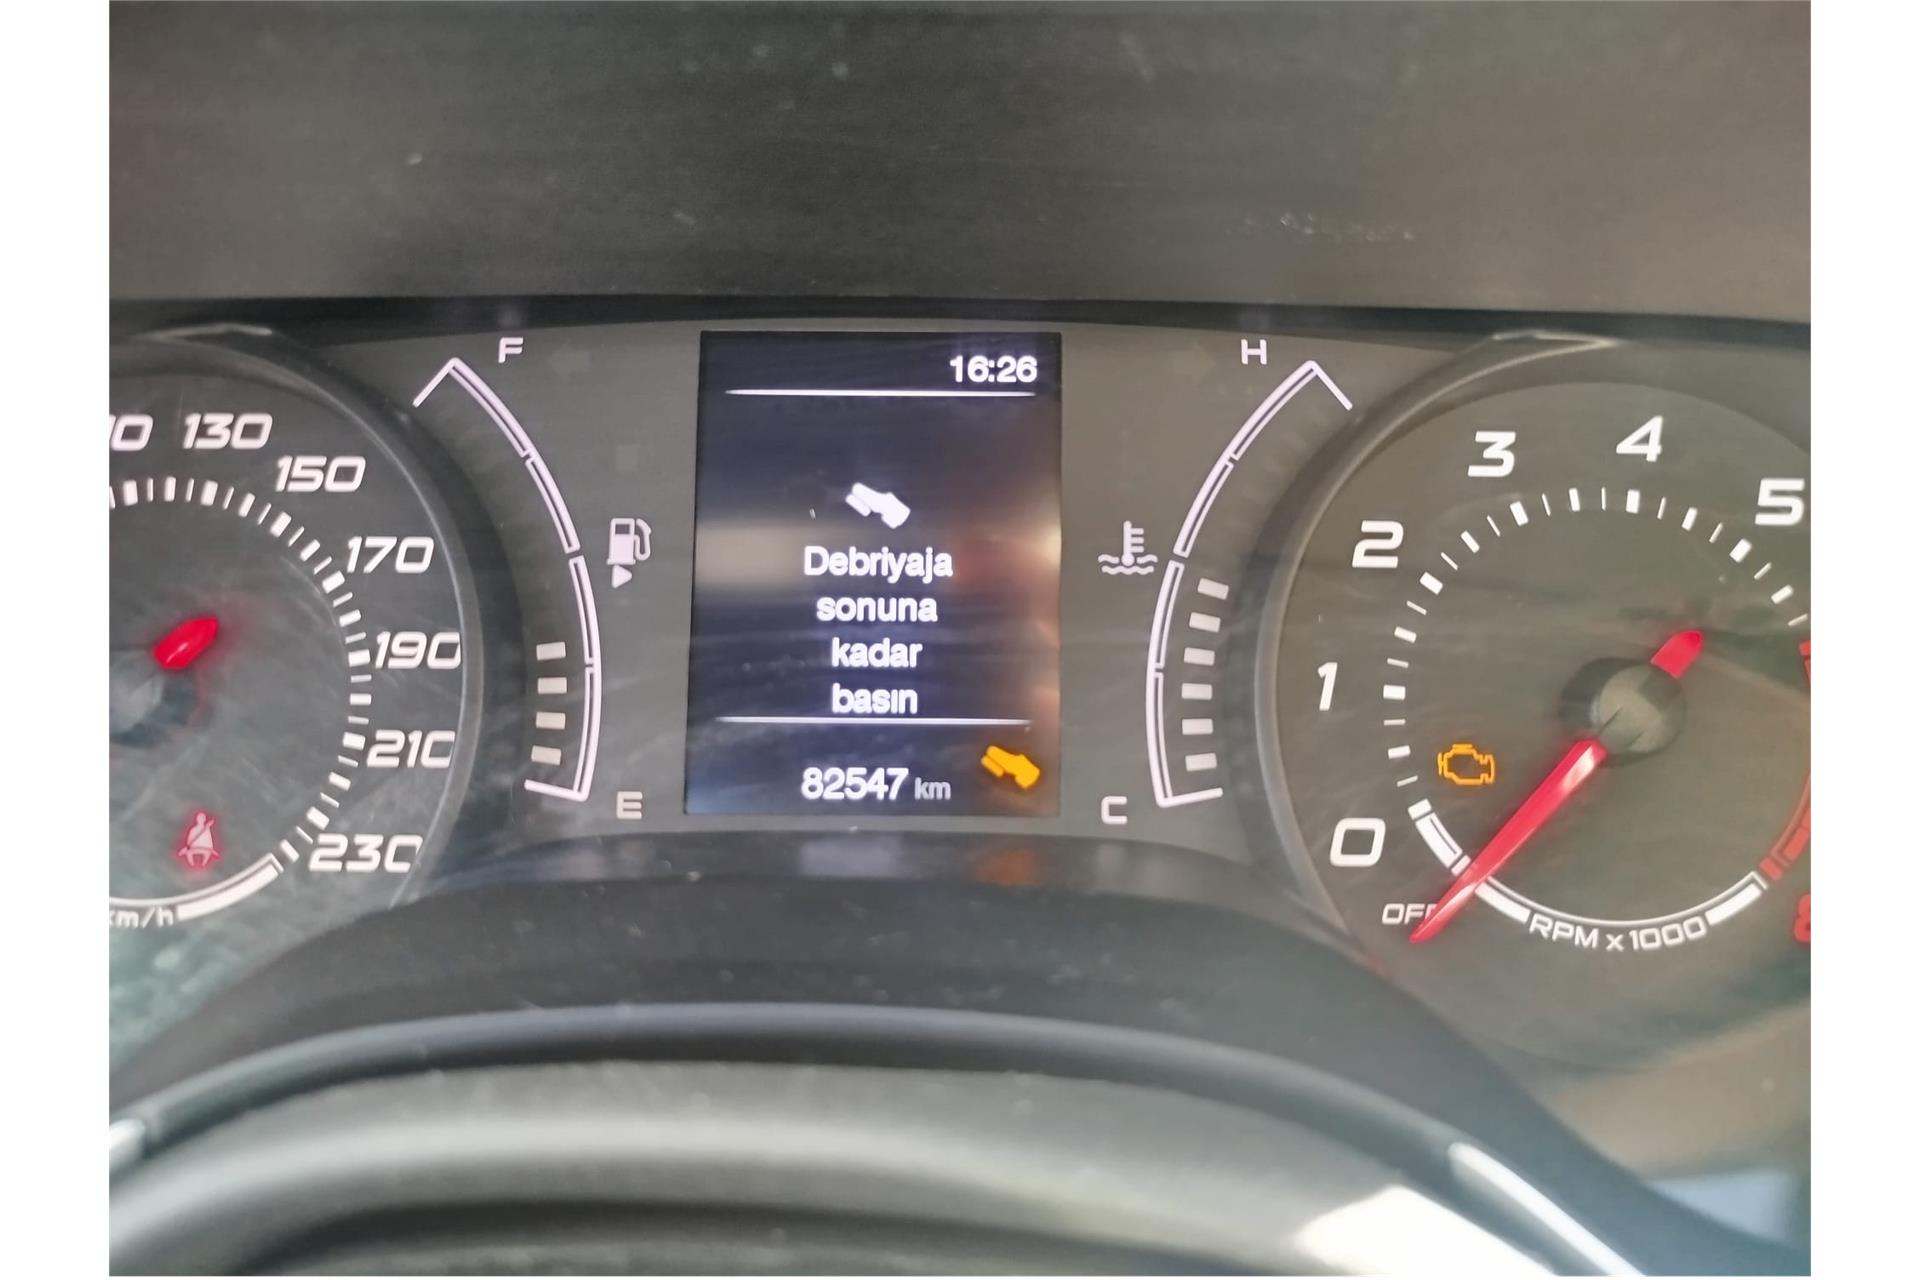 F
16:26
H
130
150
170
190
210
230
km/h
Debriyaja
sonuna
kadar
basın
82547 km
E
C
0
1
2
3
4
5
8
OFF
RPM x 1000